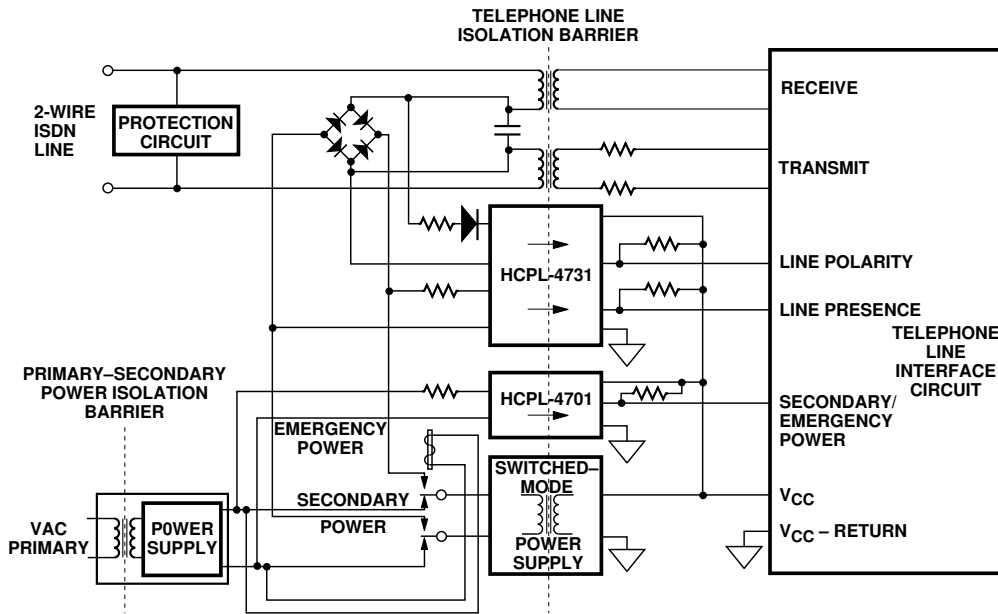 TELEPHONE LINE
ISOLATION BARRIER
2-WIRE
ISDN
LINE
PROTECTION
CIRCUIT
RECEIVE
TRANSMIT
HCPL-4731
LINE POLARITY
LINE PRESENCE
TELEPHONE
LINE
INTERFACE
CIRCUIT
PRIMARY–SECONDARY
POWER ISOLATION
BARRIER
HCPL-4701
SECONDARY/
EMERGENCY
POWER
EMERGENCY
POWER
SWITCHED–
MODE
POWER
SUPPLY
SECONDARY
POWER
VAC
PRIMARY
POWER
SUPPLY
VCC
VCC – RETURN